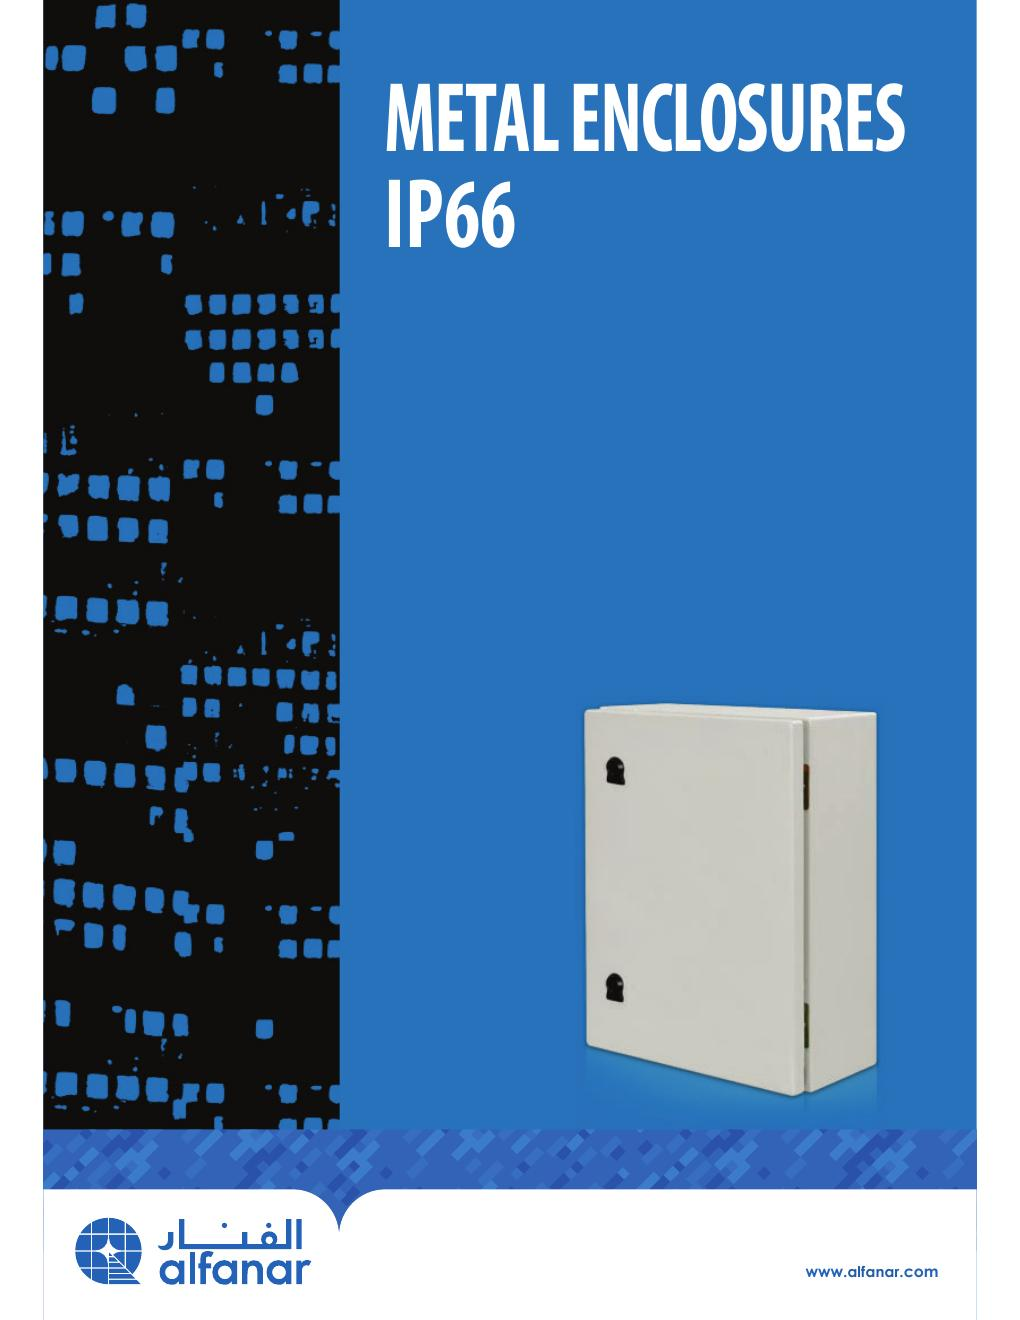 METAL ENCLOSURES
IP66
الفنار
alfanar
www.alfanar.com